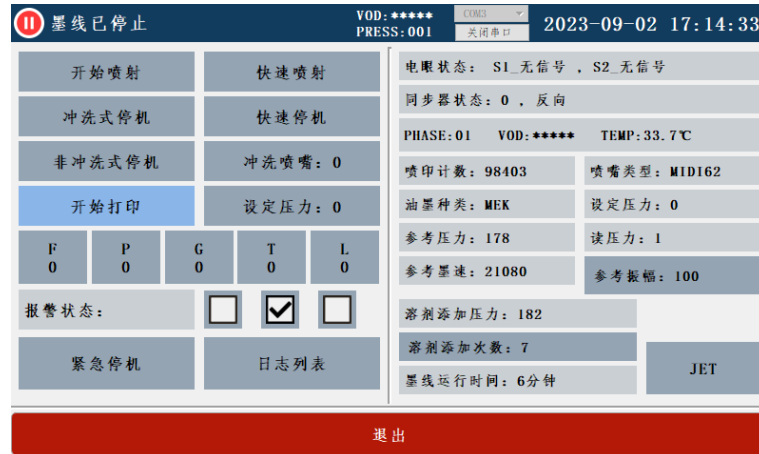 墨线已停止
VOD:*****
PRESS:001
COM3
关闭串口
2023-09-02 17:14:33
开始喷射
快速喷射
冲洗式停机
快速停机
非冲洗式停机
冲洗喷嘴: 0
开始打印
设定压力: 0
F P G T L
0 0 0 0 0
报警状态:
紧急停机
日志列表
电眼状态: S1_无信号 , S2_无信号
同步器状态: 0 , 反向
PHASE:01 VOD:***** TEMP:33.7℃
喷印计数: 98403
喷嘴类型: MIDI62
油墨种类: MEK
设定压力: 0
参考压力: 178
读压力: 1
参考墨速: 21080
参考振幅: 100
溶剂添加压力: 182
溶剂添加次数: 7
墨线运行时间: 6分钟
JET
退出